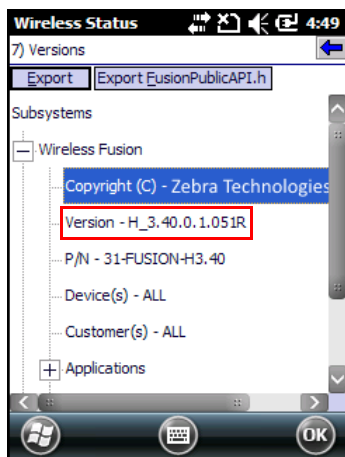 Wireless Status 4:49
7) Versions
Export Export FusionPublicAPI.h
Subsystems
Wireless Fusion
Copyright (C) - Zebra Technologies
Version - H_3.40.0.1.051R
P/N - 31-FUSION-H3.40
Device(s) - ALL
Customer(s) - ALL
Applications
OK